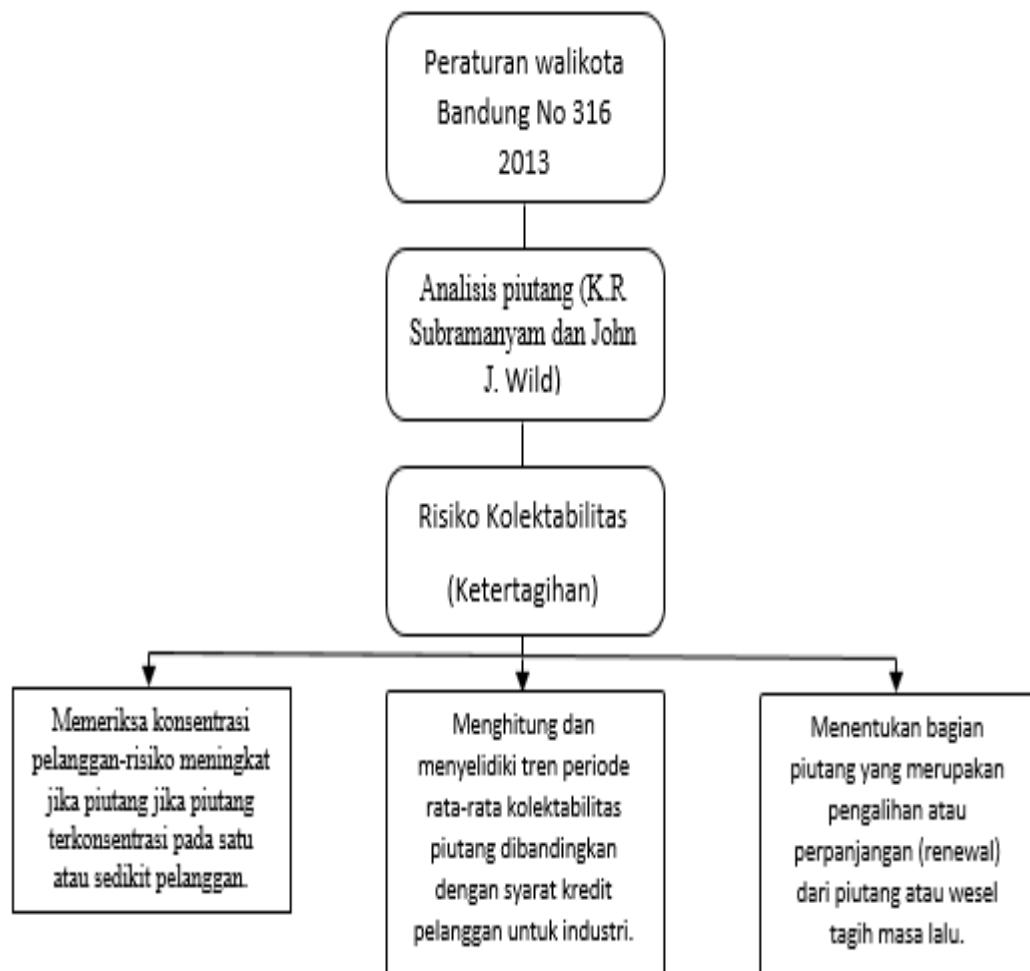 Peraturan walikota
Bandung No 316
2013
Analisis piutang (K.R
Subramanyam dan John
J. Wild)
Risiko Kolektabilitas
(Ketertagihan)
Memeriksa konsentrasi
pelanggan-risiko meningkat
jika piutang jika piutang
terkonsentrasi pada satu
atau sedikit pelanggan.
Menghitung dan
menyelidiki tren periode
rata-rata kolektabilitas
piutang dibandingkan
dengan syarat kredit
pelanggan untuk industri.
Menentukan bagian
piutang yang merupakan
pengalihan atau
perpanjangan (renewal)
dari piutang atau wesel
tagih masa lalu.